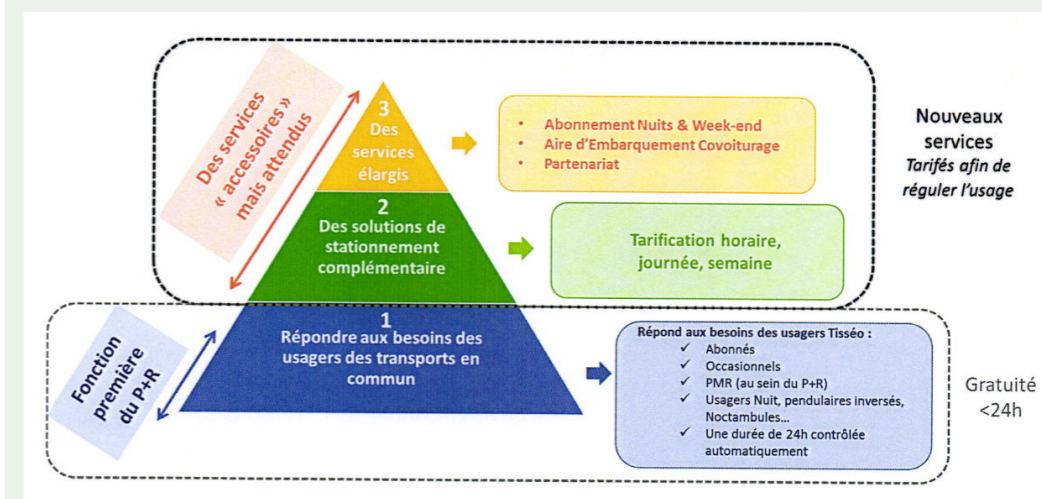 Des services
« accessoires »
mais attendus
3
Des
services
élargis
• Abonnement Nuits & Week-end
• Aire d'Embarquement Covoiturage
• Partenariat
Nouveaux
services
Tarifés afin de
réguler l'usage
2
Des solutions de
stationnement
complémentaire
Tarification horaire,
journée, semaine
Fonction
première
du P+R
1
Répondre aux besoins des
usagers des transports en
commun
Répond aux besoins des usagers Tisséo :
✓ Abonnés
✓ Occasionnels
✓ PMR (au sein du P+R)
✓ Usagers Nuit, pendulaires inversés,
Noctambules...
✓ Une durée de 24h contrôlée
automatiquement
Gratuité
<24h